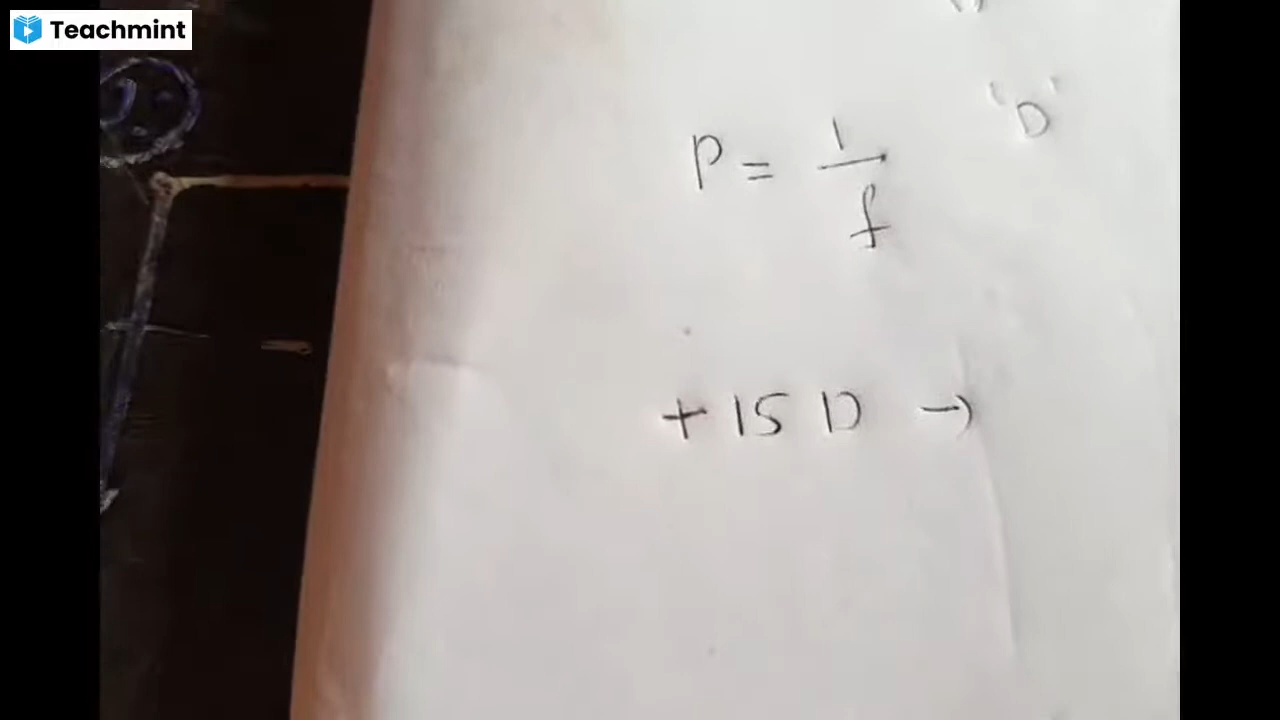 Teachmint
'D'
P = 1/f
+ 15 D →